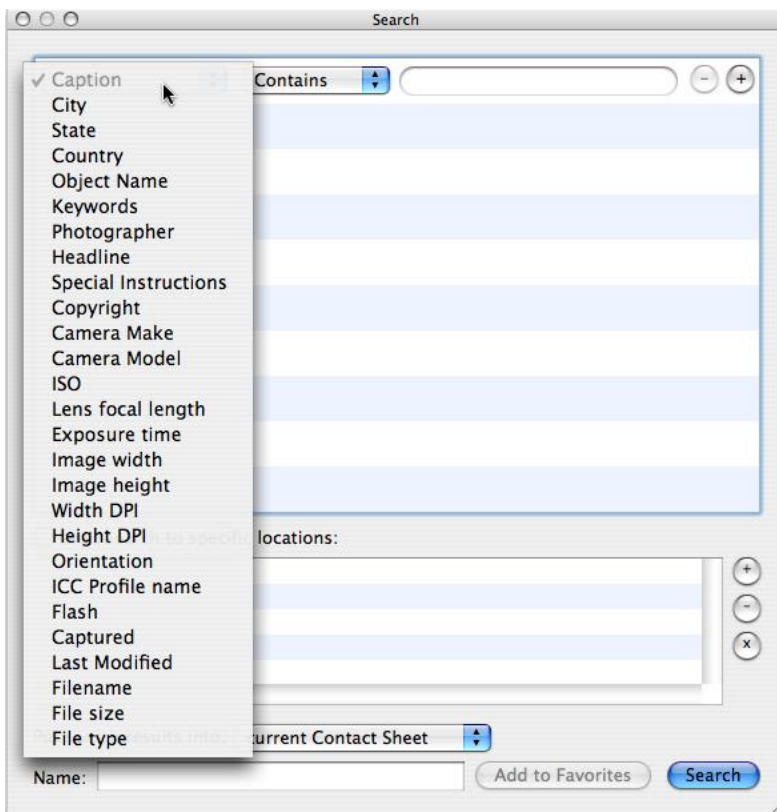 Search
✓ Caption Contains
City
State
Country
Object Name
Keywords
Photographer
Headline
Special Instructions
Copyright
Camera Make
Camera Model
ISO
Lens focal length
Exposure time
Image width
Image height
Width DPI
Height DPI
locations:
Orientation
ICC Profile name
Flash
Captured
Last Modified
Filename
File size
File type
current Contact Sheet
Name: Add to Favorites Search